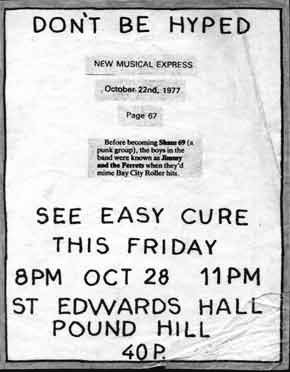 DON'T BE HYPED
NEW MUSICAL EXPRESS
October 22nd, 1977
Page 67
Before becoming Sham 69 (a
punk group), the boys in the
band were known as Jimmy
and the Ferrets when they'd
mime Bay City Roller hits.
SEE EASY CURE
THIS FRIDAY
8PM OCT 28 11PM
ST EDWARDS HALL
POUND HILL
40P.